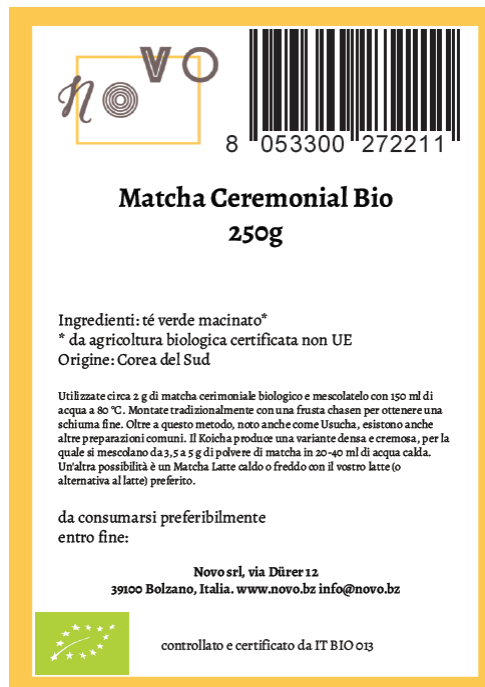 novo
8 053300 272211
Matcha Ceremonial Bio
250g
Ingredienti: té verde macinato*
* da agricoltura biologica certificata non UE
Origine: Corea del Sud
Utilizzate circa 2 g di matcha cerimoniale biologico e mescolatelo con 150 ml di
acqua a 80 °C. Montate tradizionalmente con una frusta chasen per ottenere una
schiuma fine. Oltre a questo metodo, noto anche come Usucha, esistono anche
altre preparazioni comuni. Il Koicha produce una variante densa e cremosa, per la
quale si mescolano da 3,5 a 5 g di polvere di matcha in 20-40 ml di acqua calda.
Un'altra possibilità è un Matcha Latte caldo o freddo con il vostro latte (o
alternativa al latte) preferito.
da consumarsi preferibilmente
entro fine:
Novo srl, via Dürer 12
39100 Bolzano, Italia. www.novo.bz info@novo.bz
controllato e certificato da IT BIO 013